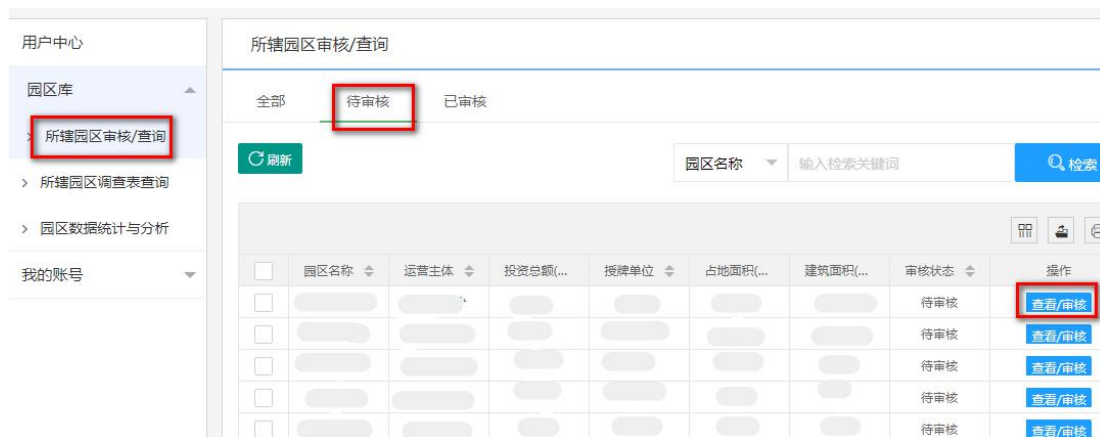 用户中心
所辖园区审核/查询
园区库
全部 待审核 已审核
> 所辖园区审核/查询
刷新 园区名称 输入检索关键词 检索
> 所辖园区调查表查询
> 园区数据统计与分析
我的账号
园区名称 运营主体 投资总额(... 授牌单位 占地面积(... 建筑面积(... 审核状态 操作
待审核 查看/审核
待审核 查看/审核
待审核 查看/审核
待审核 查看/审核
待审核 查看/审核